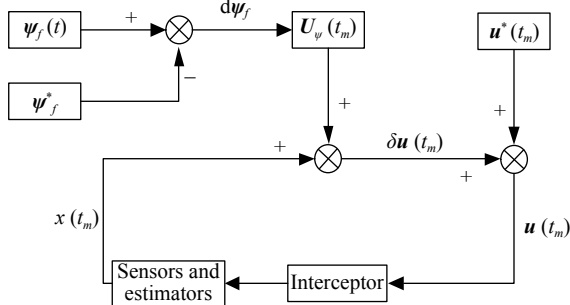 ψ_f(t)
+
dψ_f
U_ψ(t_m)
u*(t_m)
−
ψ*_f
+
+
+
δu(t_m)
+
x(t_m)
u(t_m)
Sensors and
estimators
Interceptor